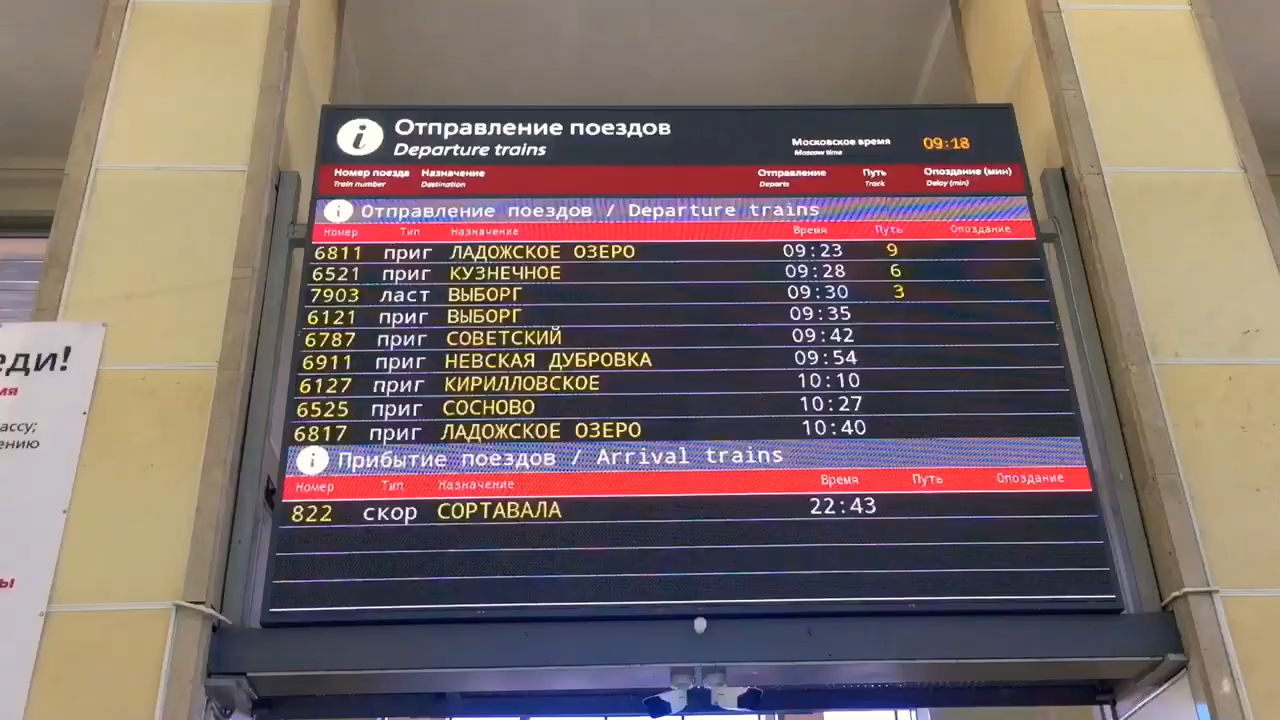 Отправление поездов
Departure trains
Московское время 09:18
Moscow time
Номер поезда Назначение Отправление Путь Опоздание (мин)
Train number Destination Departs Track Delay (min)
Отправление поездов / Departure trains
Номер Тип Назначение Время Путь Опоздание
6811 приг ЛАДОЖСКОЕ ОЗЕРО 09:23 9
6521 приг КУЗНЕЧНОЕ 09:28 6
7903 ласт ВЫБОРГ 09:30 3
6121 приг ВЫБОРГ 09:35
6787 приг СОВЕТСКИЙ 09:42
6911 приг НЕВСКАЯ ДУБРОВКА 09:54
6127 приг КИРИЛЛОВСКОЕ 10:10
6525 приг СОСНОВО 10:27
6817 приг ЛАДОЖСКОЕ ОЗЕРО 10:40
Прибытие поездов / Arrival trains
Номер Тип Назначение Время Путь Опоздание
822 скор СОРТАВАЛА 22:43